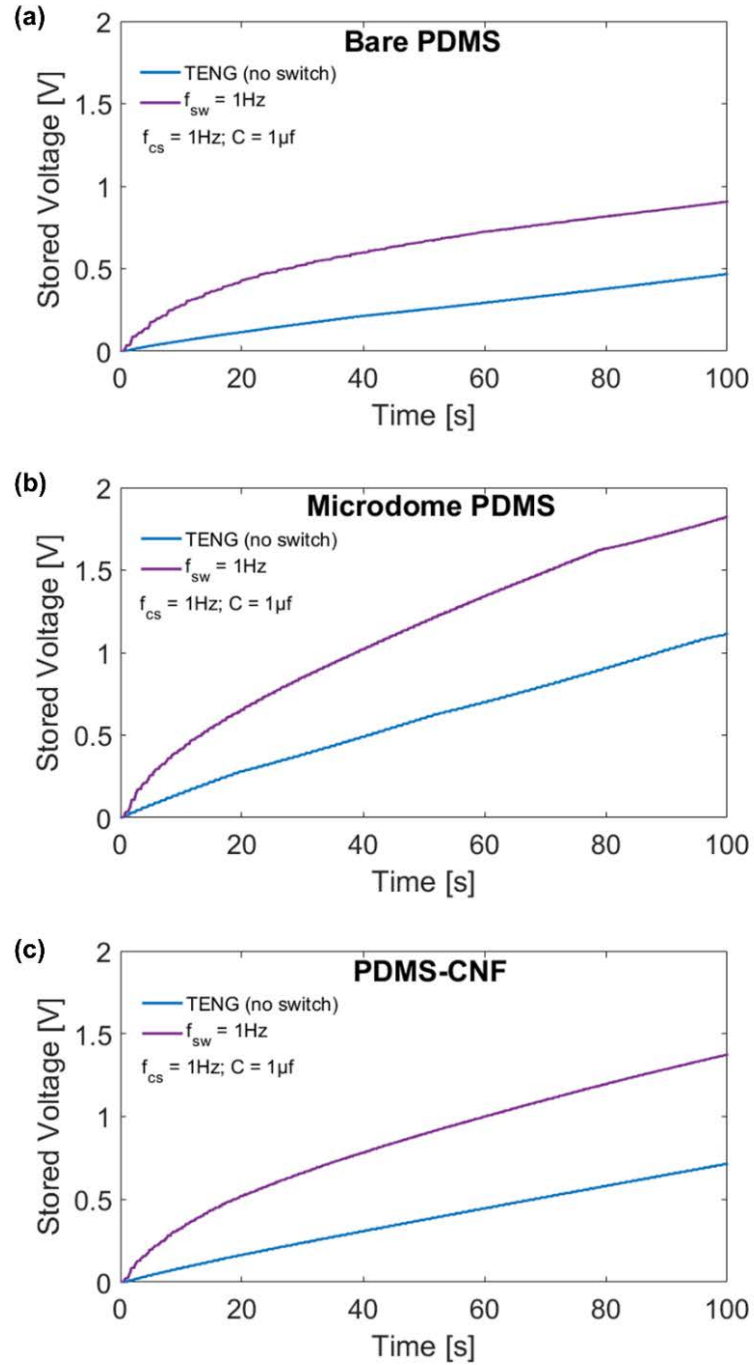 (a)
Bare PDMS
TENG (no switch)
f_sw = 1Hz
f_cs = 1Hz; C = 1µf
Stored Voltage [V]
2
1.5
1
0.5
0
0 20 40 60 80 100
Time [s]
(b)
Microdome PDMS
TENG (no switch)
f_sw = 1Hz
f_cs = 1Hz; C = 1µf
Stored Voltage [V]
2
1.5
1
0.5
0
0 20 40 60 80 100
Time [s]
(c)
PDMS-CNF
TENG (no switch)
f_sw = 1Hz
f_cs = 1Hz; C = 1µf
Stored Voltage [V]
2
1.5
1
0.5
0
0 20 40 60 80 100
Time [s]